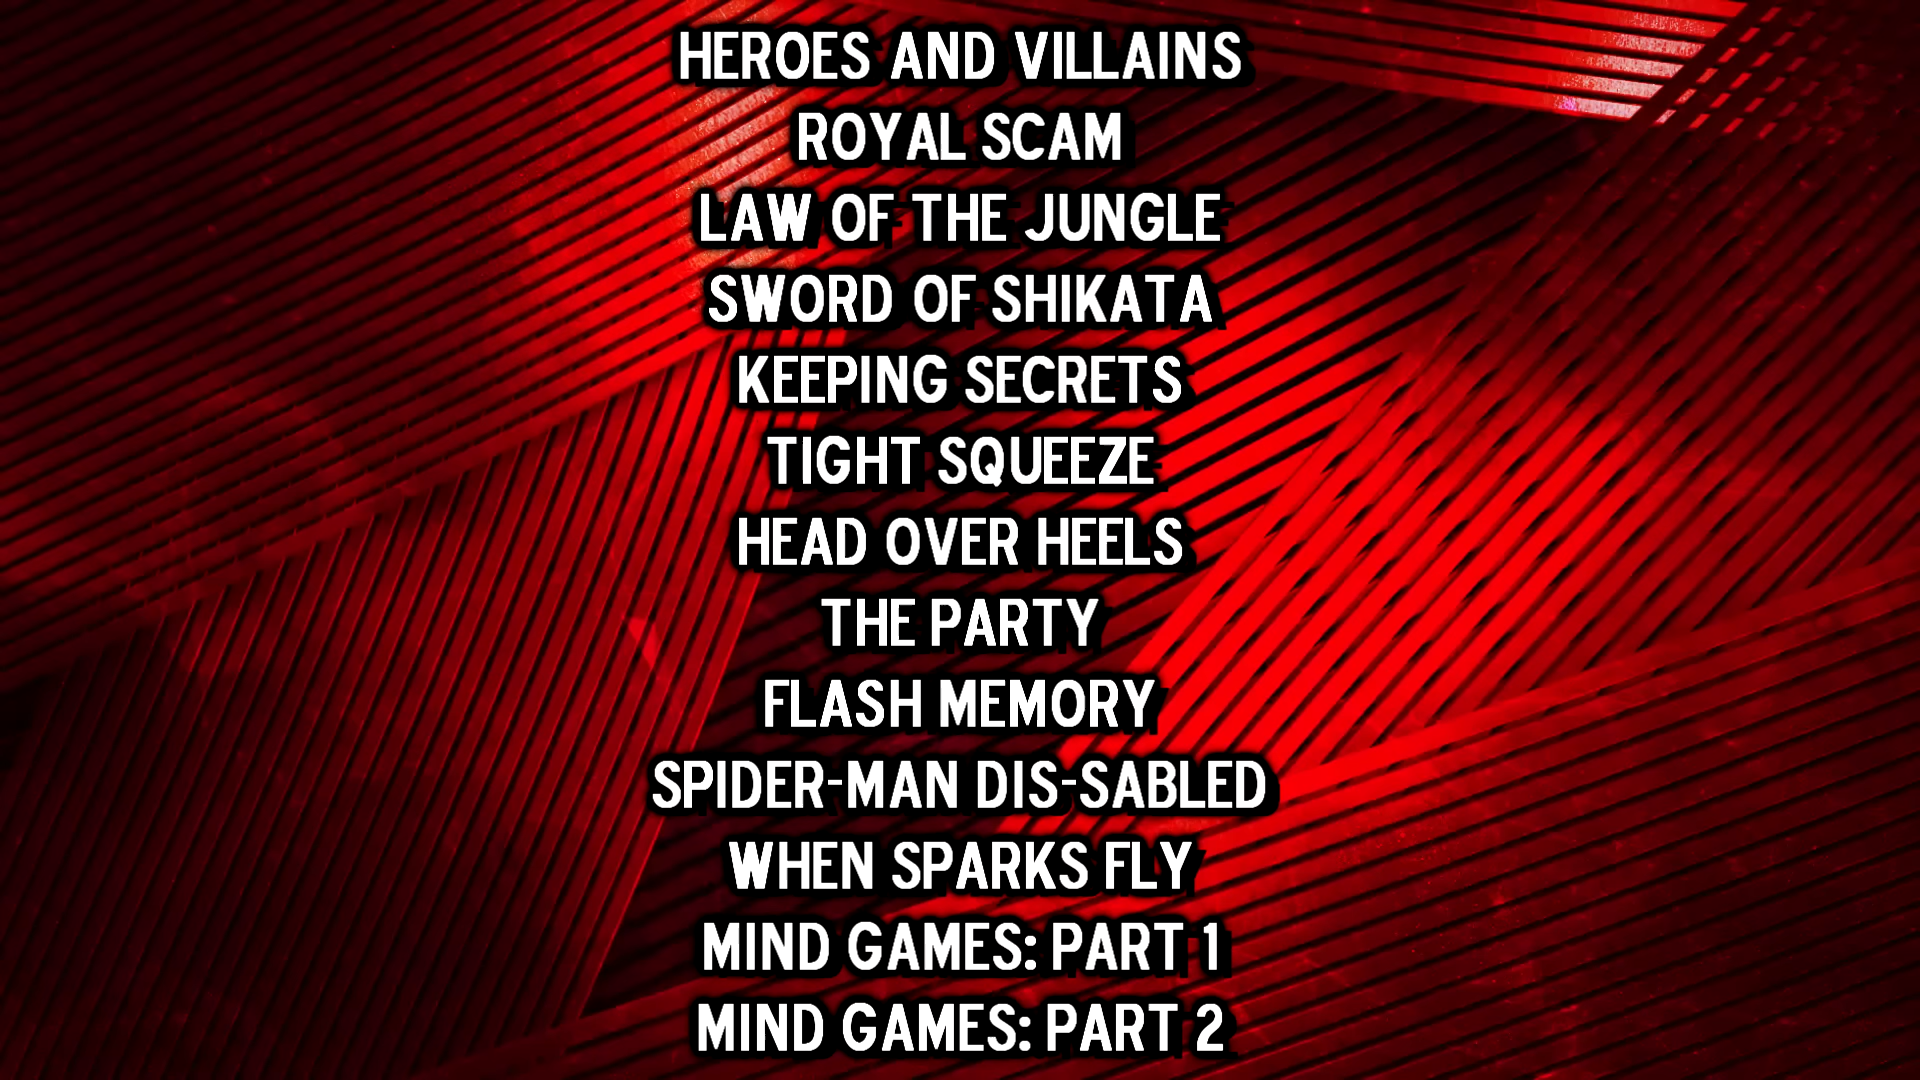 HEROES AND VILLAINS
ROYAL SCAM
LAW OF THE JUNGLE
SWORD OF SHIKATA
KEEPING SECRETS
TIGHT SQUEEZE
HEAD OVER HEELS
THE PARTY
FLASH MEMORY
SPIDER-MAN DIS-SABLED
WHEN SPARKS FLY
MIND GAMES: PART 1
MIND GAMES: PART 2